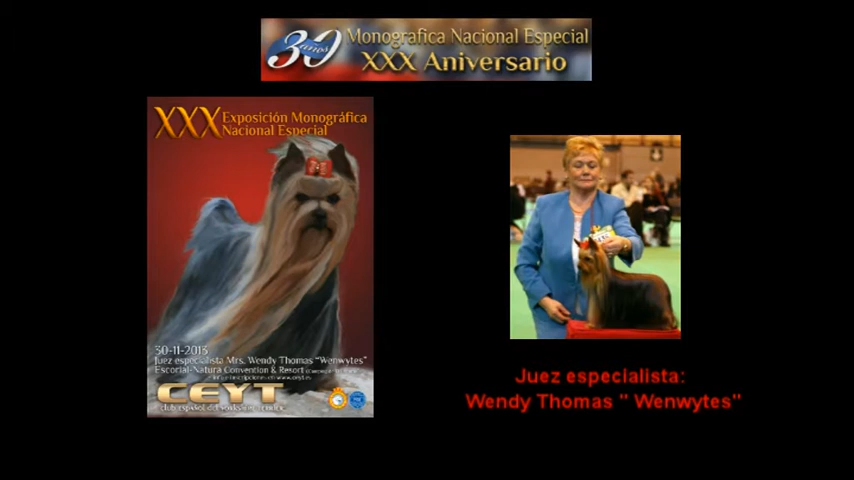 30 años
Monografica Nacional Especial
XXX Aniversario
XXX Exposición Monográfica
Nacional Especial
30-11-2013
Juez especialista Mrs. Wendy Thomas "Wenwytes"
Escorial-Natura Convention & Resort
CEYT
club español del yorkshire terrier
Juez especialista:
Wendy Thomas " Wenwytes"